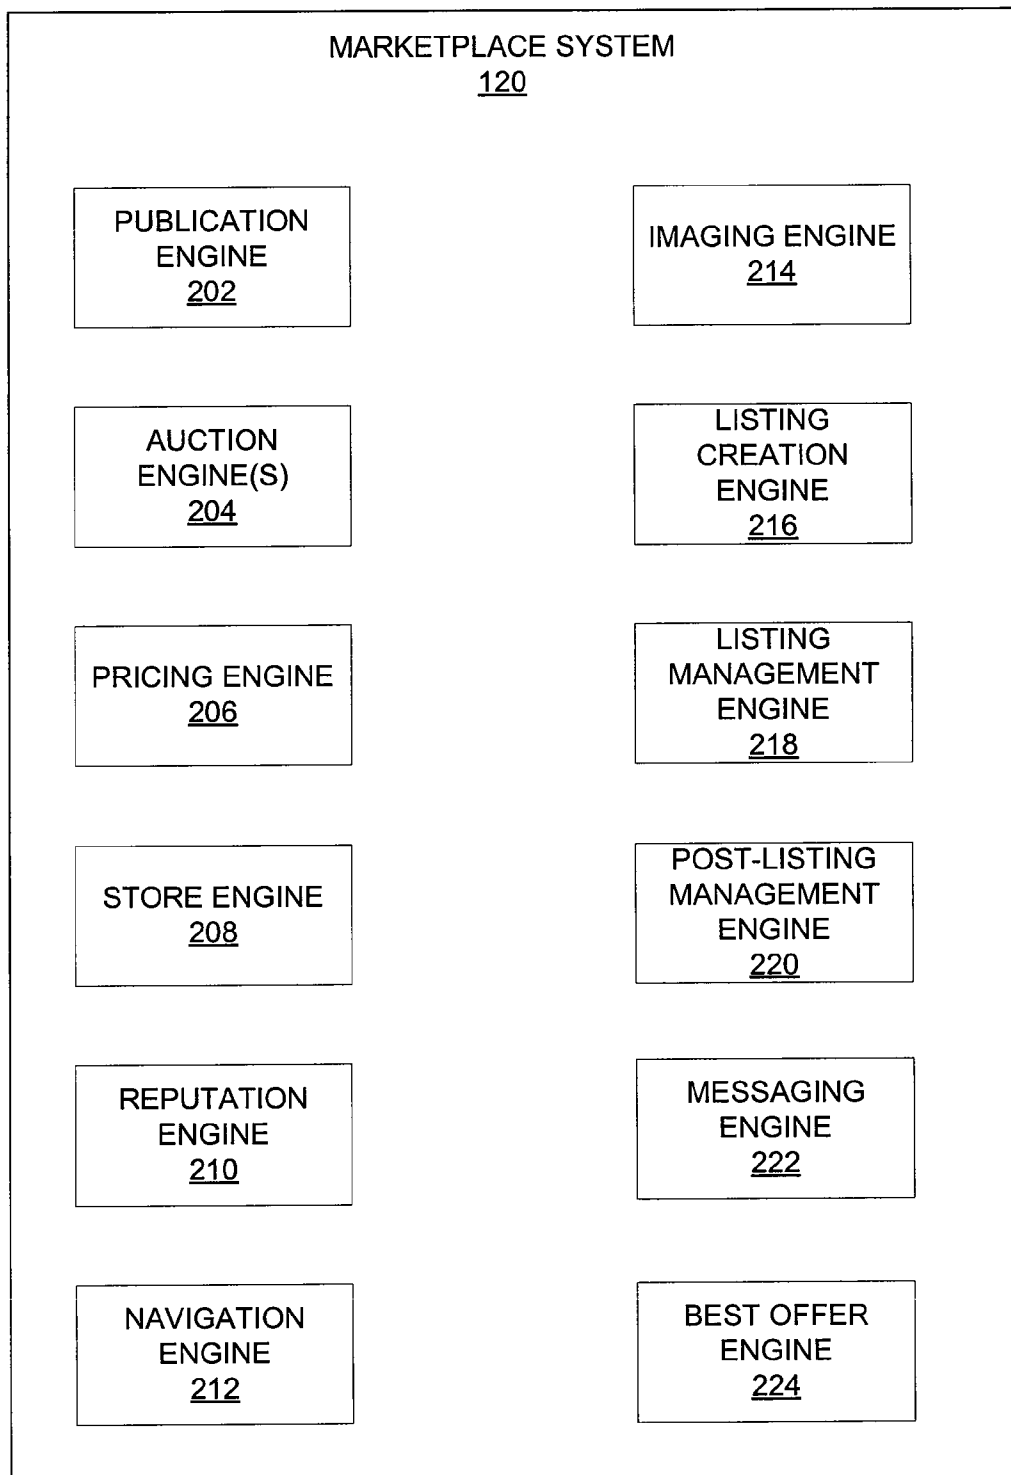 MARKETPLACE SYSTEM
120
PUBLICATION
ENGINE
202
AUCTION
ENGINE(S)
204
PRICING ENGINE
206
STORE ENGINE
208
REPUTATION
ENGINE
210
NAVIGATION
ENGINE
212
IMAGING ENGINE
214
LISTING
CREATION
ENGINE
216
LISTING
MANAGEMENT
ENGINE
218
POST-LISTING
MANAGEMENT
ENGINE
220
MESSAGING
ENGINE
222
BEST OFFER
ENGINE
224